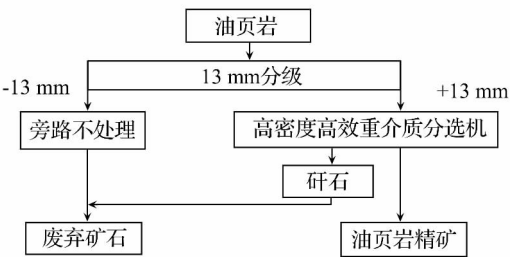 油页岩
13 mm分级
-13 mm
+13 mm
旁路不处理
高密度高效重介质分选机
矸石
废弃矿石
油页岩精矿